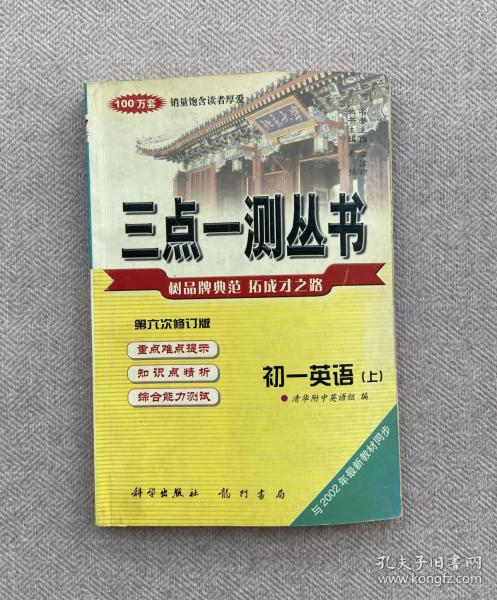 100万套
销量饱含读者厚爱
三点一测丛书
树品牌典范 拓成才之路
第六次修订版
重点难点提示
知识点精析
综合能力测试
初一英语（上）
清华附中英语组 编
与2002年最新教材同步
科学出版社 龙门书局
孔夫子旧书网
www.kongfz.com